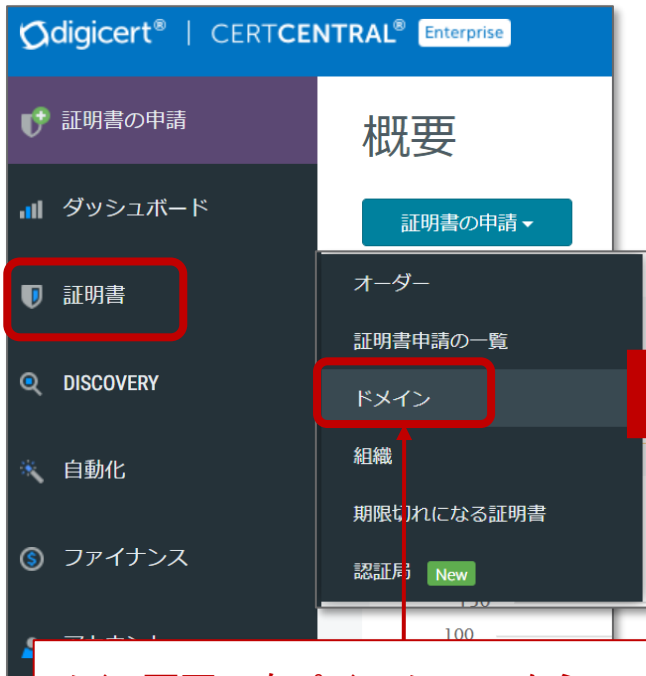 digicert® | CERTCENTRAL® Enterprise
証明書の申請
概要
ダッシュボード
証明書の申請
証明書
オーダー
証明書申請の一覧
DISCOVERY
ドメイン
自動化
組織
期限切れになる証明書
ファイナンス
認証局 New
100